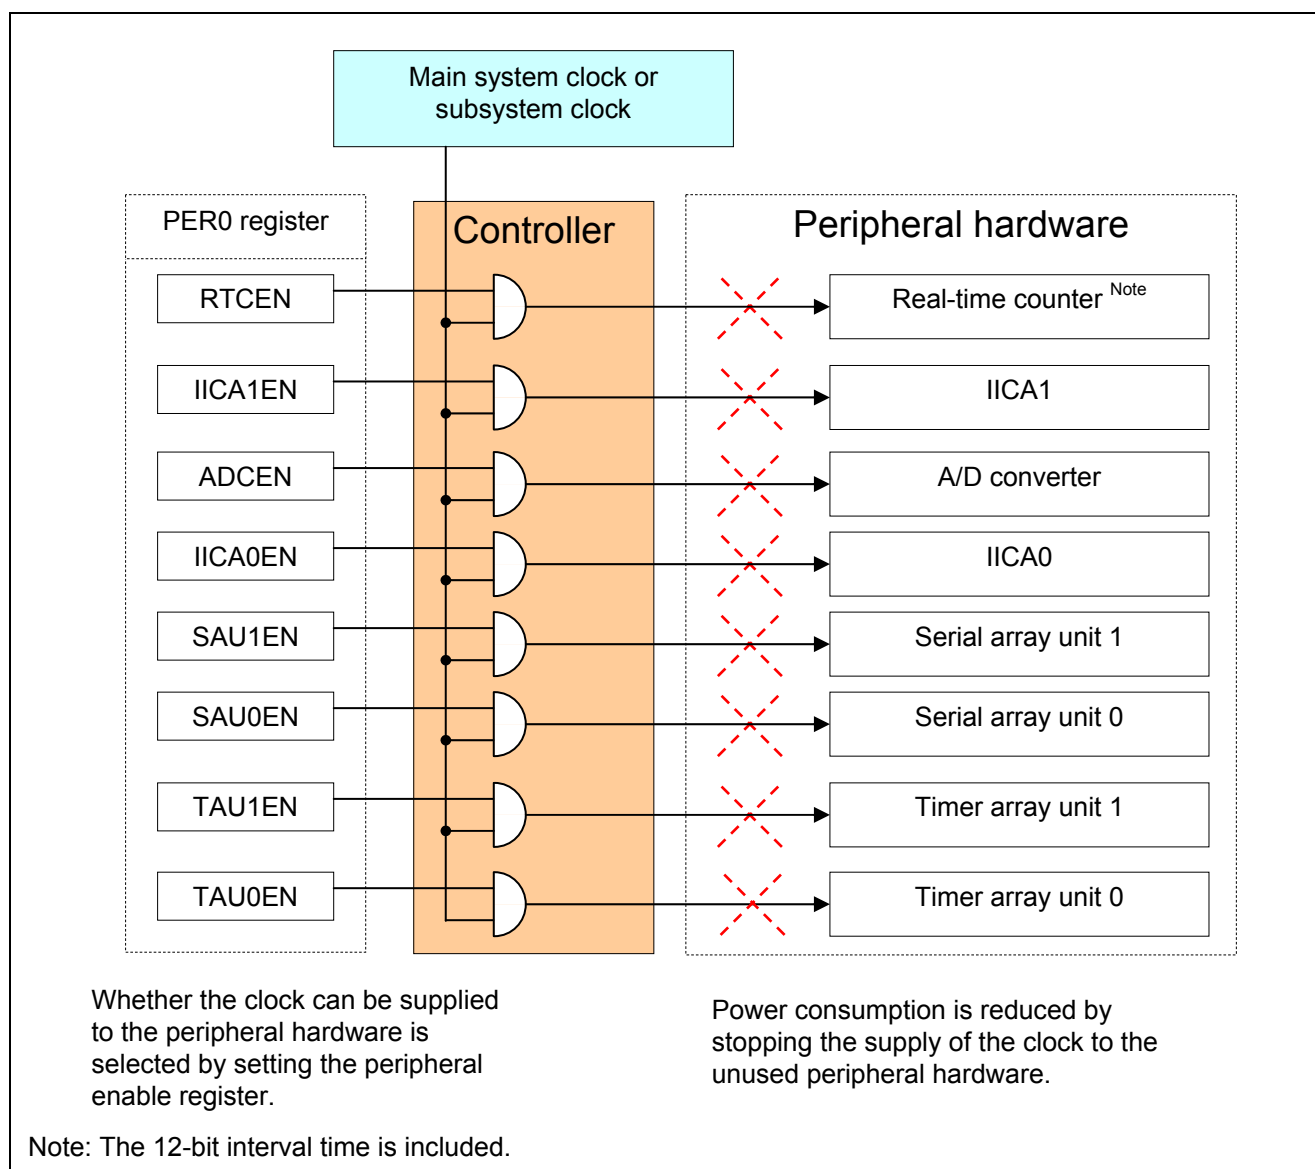 Main system clock or
subsystem clock
PER0 register
Controller
Peripheral hardware
RTCEN
Real-time counter Note
IICA1EN
IICA1
ADCEN
A/D converter
IICA0EN
IICA0
SAU1EN
Serial array unit 1
SAU0EN
Serial array unit 0
TAU1EN
Timer array unit 1
TAU0EN
Timer array unit 0
Whether the clock can be supplied
to the peripheral hardware is
selected by setting the peripheral
enable register.
Power consumption is reduced by
stopping the supply of the clock to the
unused peripheral hardware.
Note: The 12-bit interval time is included.